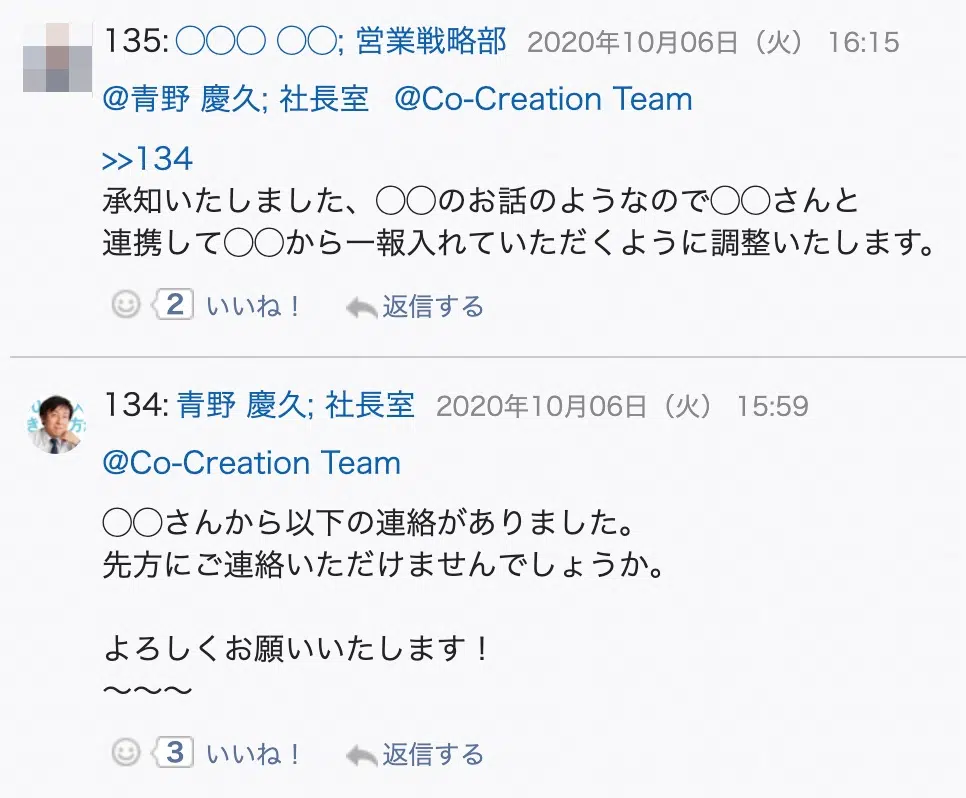 135: ◯◯◯ ◯◯; 営業戦略部 2020年10月06日（火） 16:15
@青野 慶久; 社長室 @Co-Creation Team
>>134
承知いたしました、◯◯のお話のようなので◯◯さんと
連携して◯◯から一報入れていただくように調整いたします。
2 いいね！ 返信する
134: 青野 慶久; 社長室 2020年10月06日（火） 15:59
@Co-Creation Team
◯◯さんから以下の連絡がありました。
先方にご連絡いただけませんでしょうか。
よろしくお願いいたします！
〜〜〜
3 いいね！ 返信する